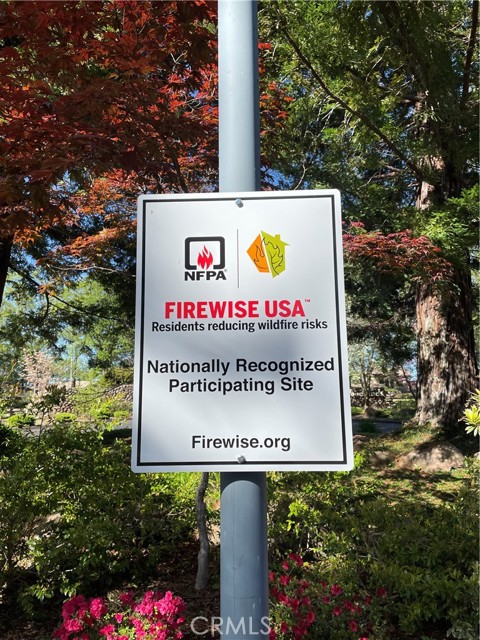 NFPA®
FIREWISE USA™
Residents reducing wildfire risks
Nationally Recognized
Participating Site
Firewise.org
CRMLS